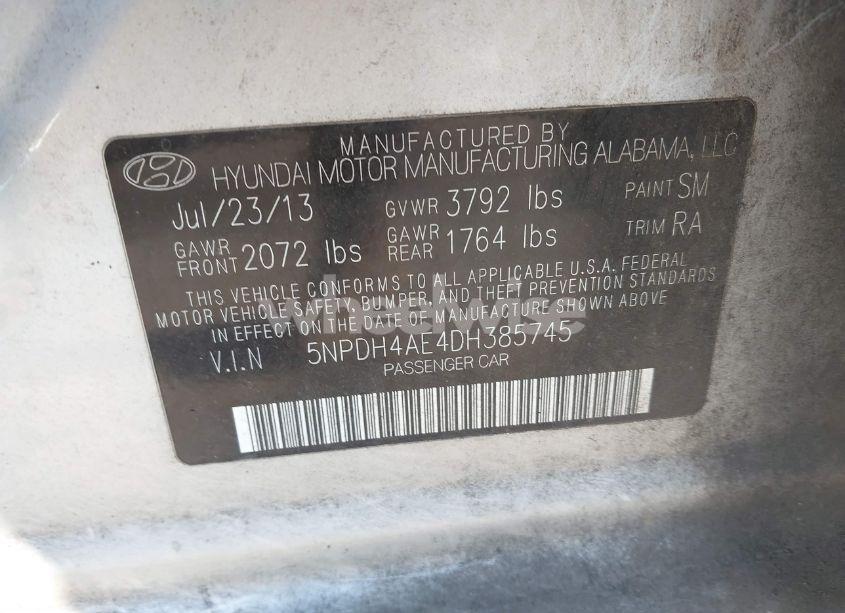 MANUFACTURED BY
HYUNDAI MOTOR MANUFACTURING ALABAMA, LLC
Jul/23/13 GVWR 3792 lbs PAINT SM
GAWR FRONT 2072 lbs GAWR REAR 1764 lbs TRIM RA
THIS VEHICLE CONFORMS TO ALL APPLICABLE U.S.A. FEDERAL
MOTOR VEHICLE SAFETY BUMPER, AND THEFT PREVENTION STANDARDS
IN EFFECT ON THE DATE OF MANUFACTURE SHOWN ABOVE
V.I.N 5NPDH4AE4DH385745
PASSENGER CAR
wheelwise